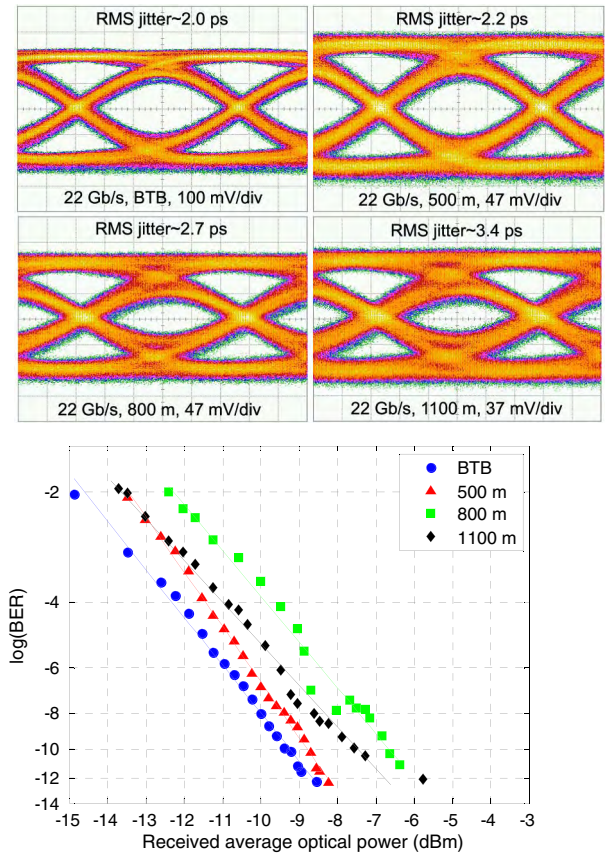 RMS jitter~2.0 ps
22 Gb/s, BTB, 100 mV/div
RMS jitter~2.2 ps
22 Gb/s, 500 m, 47 mV/div
RMS jitter~2.7 ps
22 Gb/s, 800 m, 47 mV/div
RMS jitter~3.4 ps
22 Gb/s, 1100 m, 37 mV/div
BTB
500 m
800 m
1100 m
log(BER)
-2
-4
-6
-8
-10
-12
-14
-15 -14 -13 -12 -11 -10 -9 -8 -7 -6 -5 -4 -3
Received average optical power (dBm)